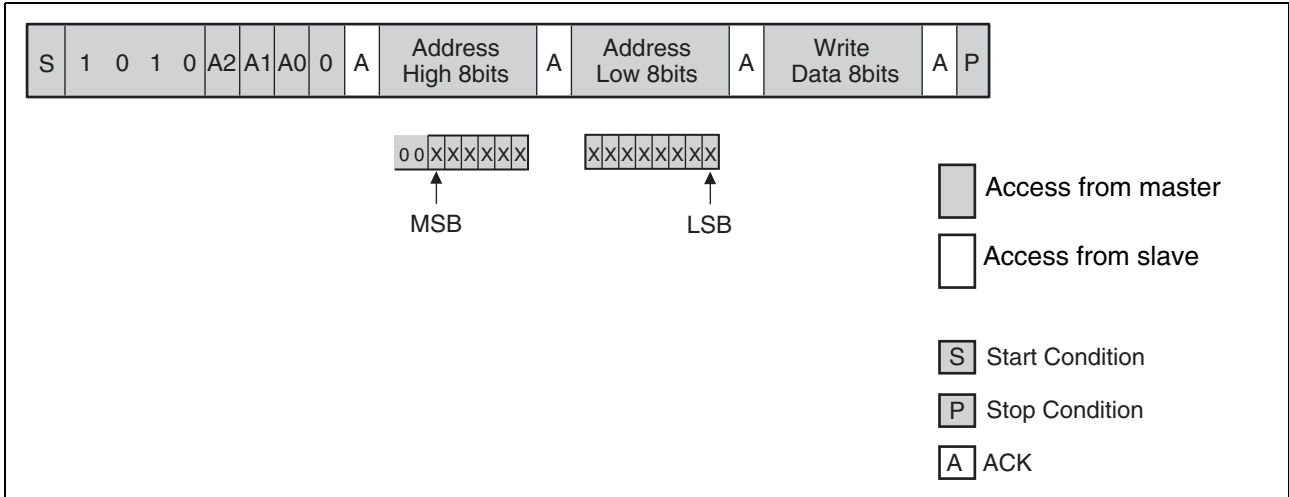 S 1 0 1 0 A2 A1 A0 0 A Address High 8bits A Address Low 8bits A Write Data 8bits A P
0 0 X X X X X X X X X X X X X X
MSB LSB
Access from master
Access from slave
S Start Condition
P Stop Condition
A ACK